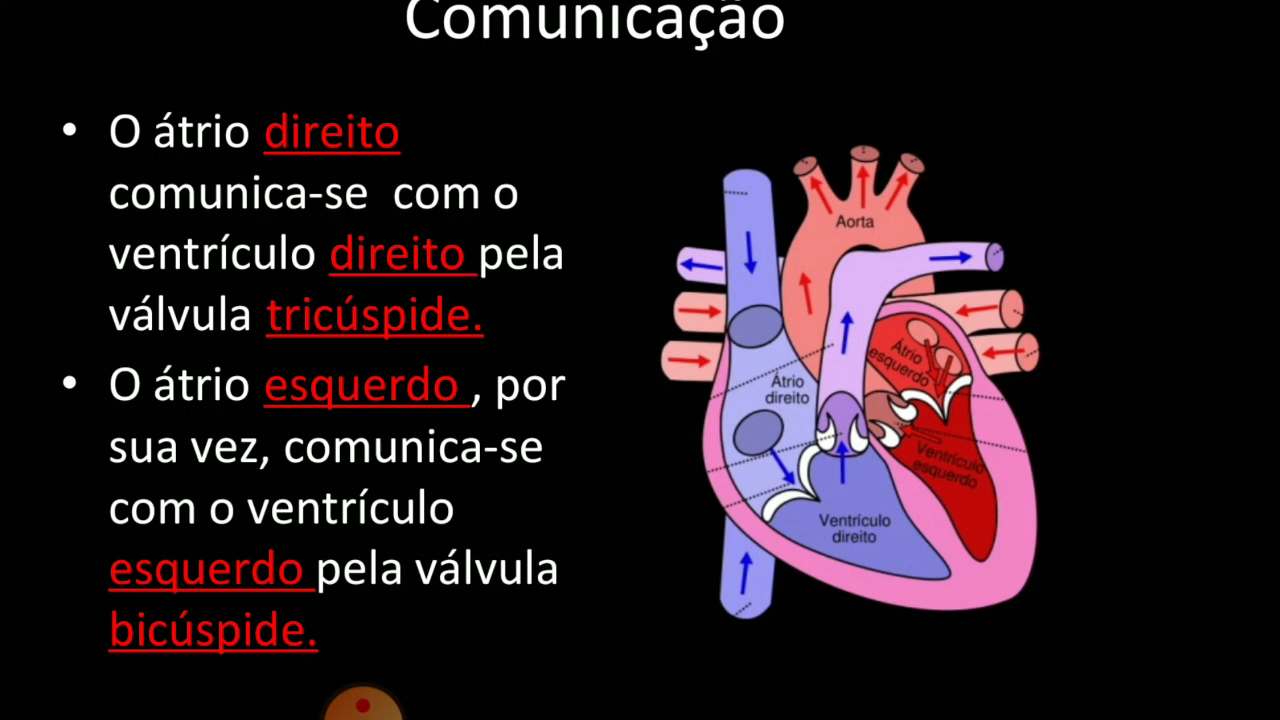 Comunicação
• O átrio direito
comunica-se com o
ventrículo direito pela
válvula tricúspide.
• O átrio esquerdo , por
sua vez, comunica-se
com o ventrículo
esquerdo pela válvula
bicúspide.
Aorta
Átrio
esquerdo
Átrio
direito
Ventrículo
esquerdo
Ventrículo
direito